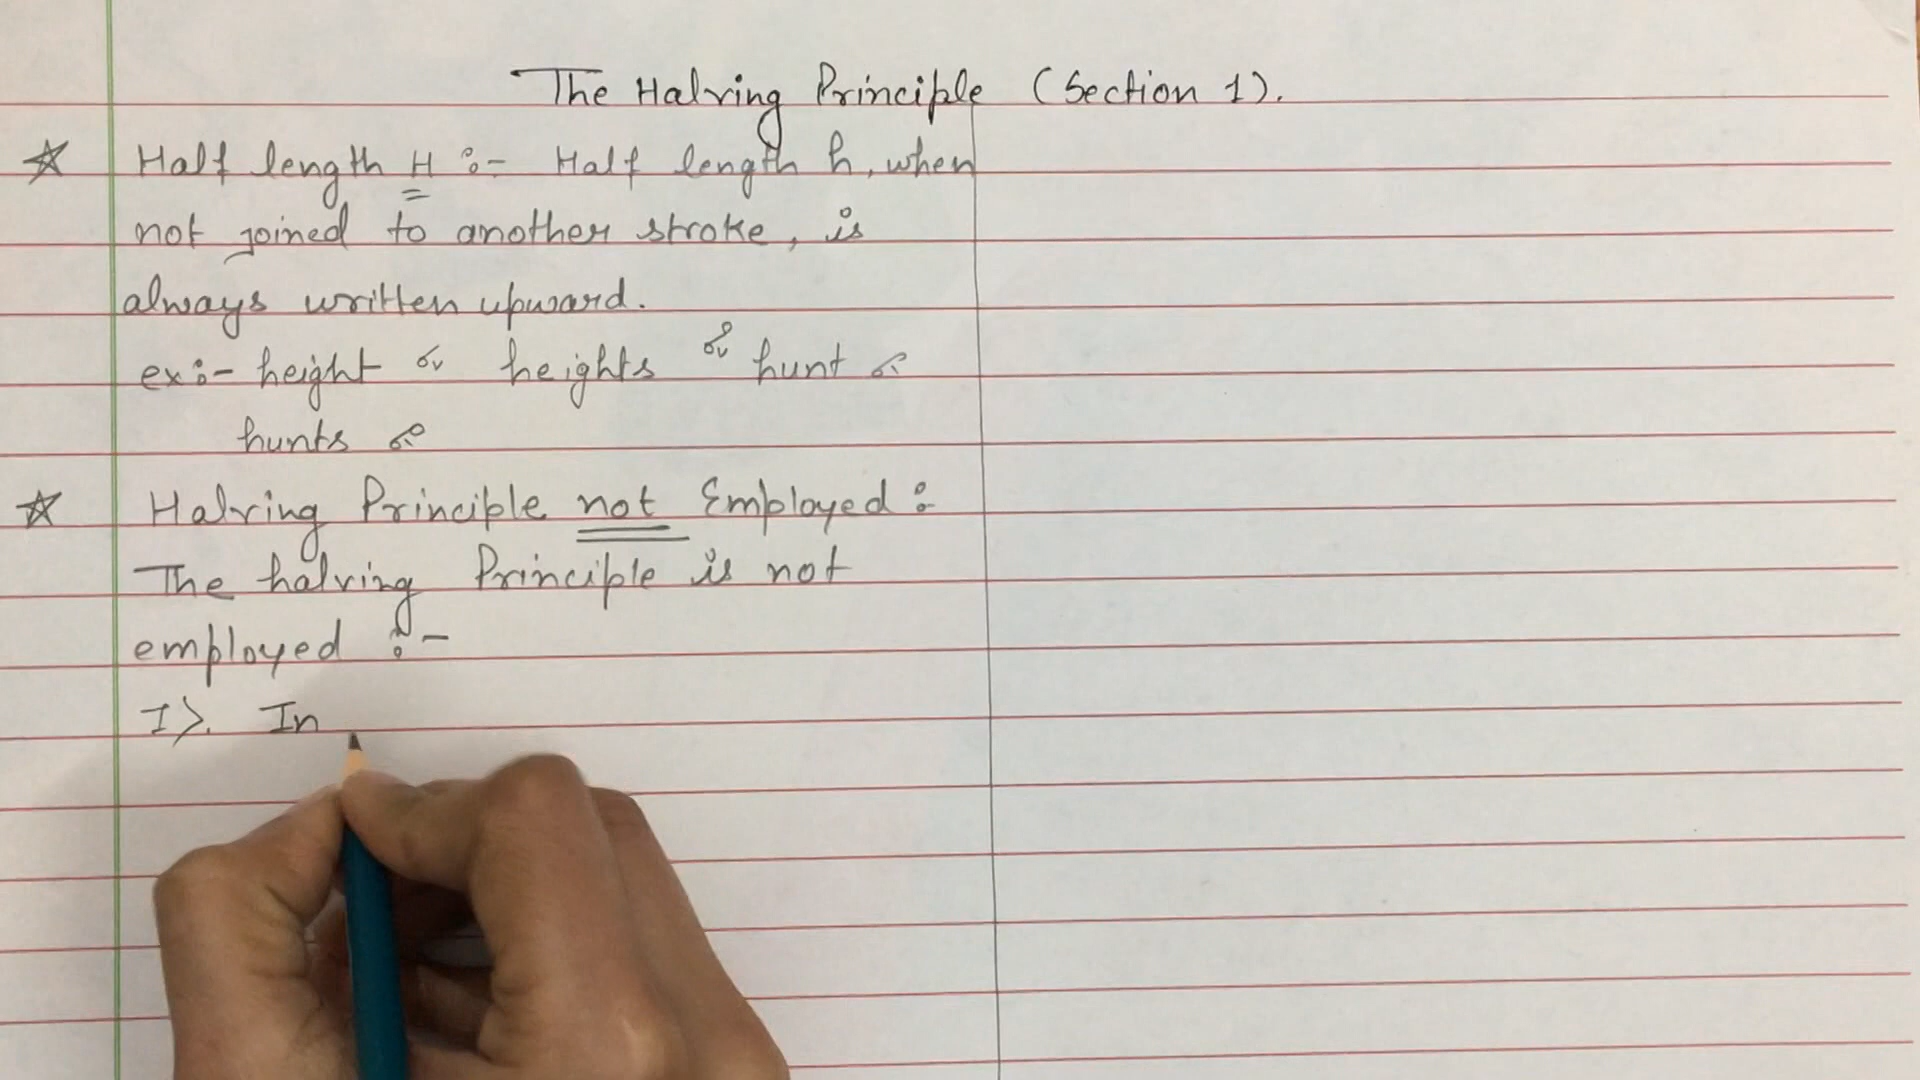 The Halving Principle (Section 1).
Half length H :- Half length h, when
not joined to another stroke, is
always written upward.
ex:- height heights hunt
hunts
Halving Principle not Employed :
The halving Principle is not
employed :-
I>. In